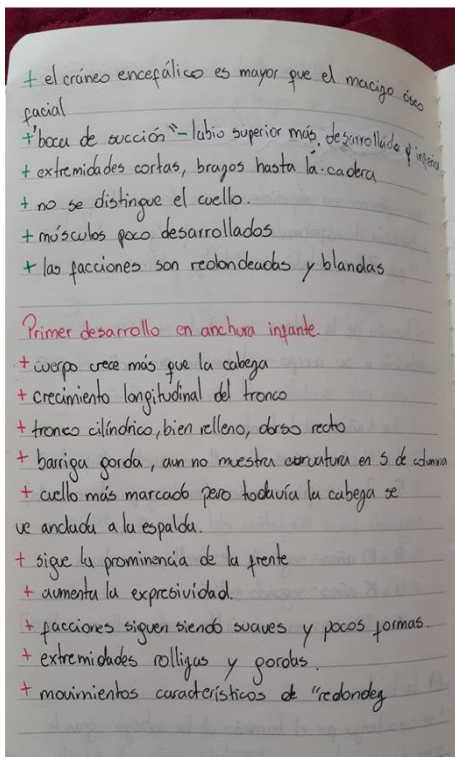 + el cráneo encefálico es mayor que el macizo óseo
facial
+ "boca de succión" - labio superior más desarrollado q' inferior
+ extremidades cortas, brazos hasta la cadera
+ no se distingue el cuello.
+ músculos poco desarrollados
+ las facciones son redondeadas y blandas
Primer desarrollo en anchura infante.
+ cuerpo crece más que la cabeza
+ crecimiento longitudinal del tronco
+ tronco cilíndrico, bien relleno, dorso recto
+ barriga gorda, aun no muestra curvatura en S de columna
+ cuello más marcado pero todavía la cabeza se
ve anclada a la espalda.
+ sigue la prominencia de la frente
+ aumenta la expresividad.
+ facciones siguen siendo suaves y pocos formas.
+ extremidades rollizas y gordas.
+ movimientos característicos de "redondez